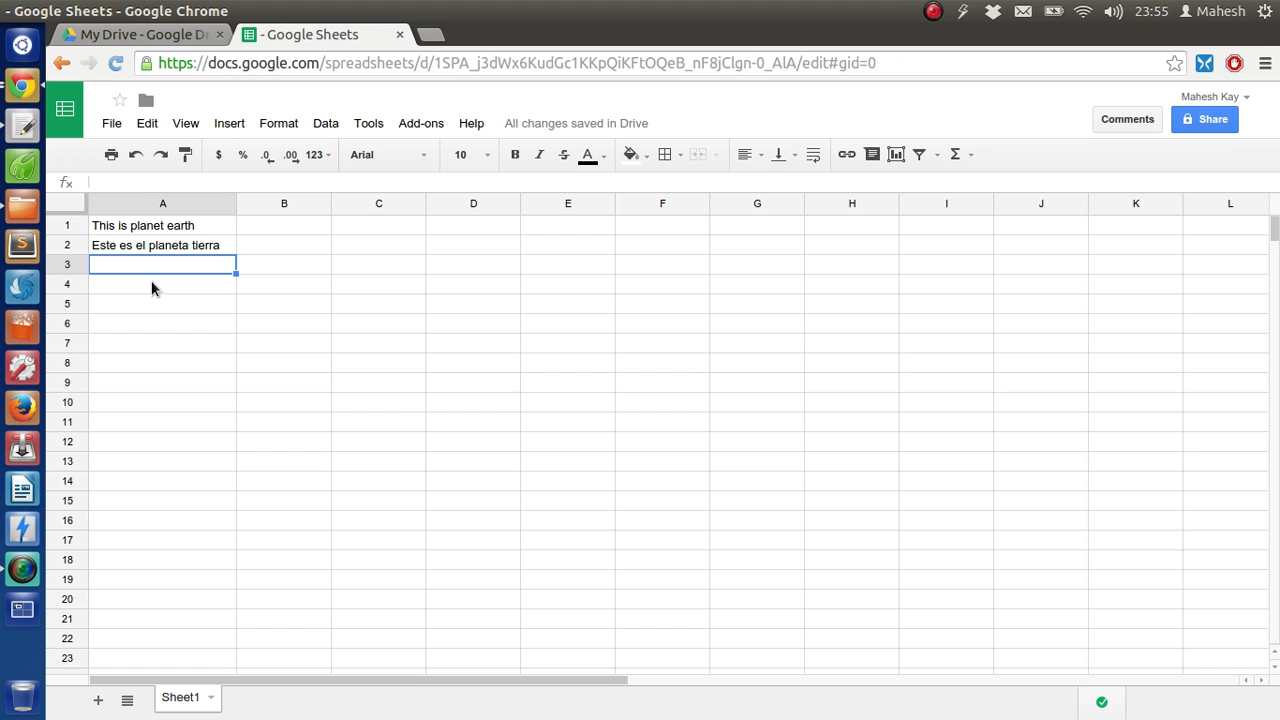 - Google Sheets - Google Chrome
23:55 Mahesh
My Drive - Google Dr
- Google Sheets
https://docs.google.com/spreadsheets/d/1SPA_j3dWx6KudGc1KKpQiKFtOQeB_nF8jClgn-0_AlA/edit#gid=0
Mahesh Kay
File Edit View Insert Format Data Tools Add-ons Help All changes saved in Drive
Comments
Share
$ % .0 .00 123 Arial 10 B I S A Σ
fx
A B C D E F G H I J K L
1 This is planet earth
2 Este es el planeta tierra
3
4
5
6
7
8
9
10
11
12
13
14
15
16
17
18
19
20
21
22
23
+ Sheet1